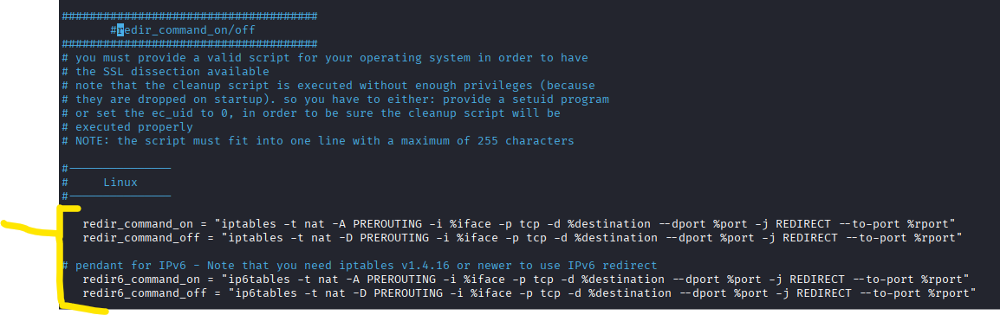 #####################################
#redir_command_on/off
#####################################
# you must provide a valid script for your operating system in order to have
# the SSL dissection available
# note that the cleanup script is executed without enough privileges (because
# they are dropped on startup). so you have to either: provide a setuid program
# or set the ec_uid to 0, in order to be sure the cleanup script will be
# executed properly
# NOTE: the script must fit into one line with a maximum of 255 characters
#---------------
#     Linux
#---------------
redir_command_on = "iptables -t nat -A PREROUTING -i %iface -p tcp -d %destination --dport %port -j REDIRECT --to-port %rport"
redir_command_off = "iptables -t nat -D PREROUTING -i %iface -p tcp -d %destination --dport %port -j REDIRECT --to-port %rport"
# pendant for IPv6 - Note that you need iptables v1.4.16 or newer to use IPv6 redirect
redir6_command_on = "ip6tables -t nat -A PREROUTING -i %iface -p tcp -d %destination --dport %port -j REDIRECT --to-port %rport"
redir6_command_off = "ip6tables -t nat -D PREROUTING -i %iface -p tcp -d %destination --dport %port -j REDIRECT --to-port %rport"